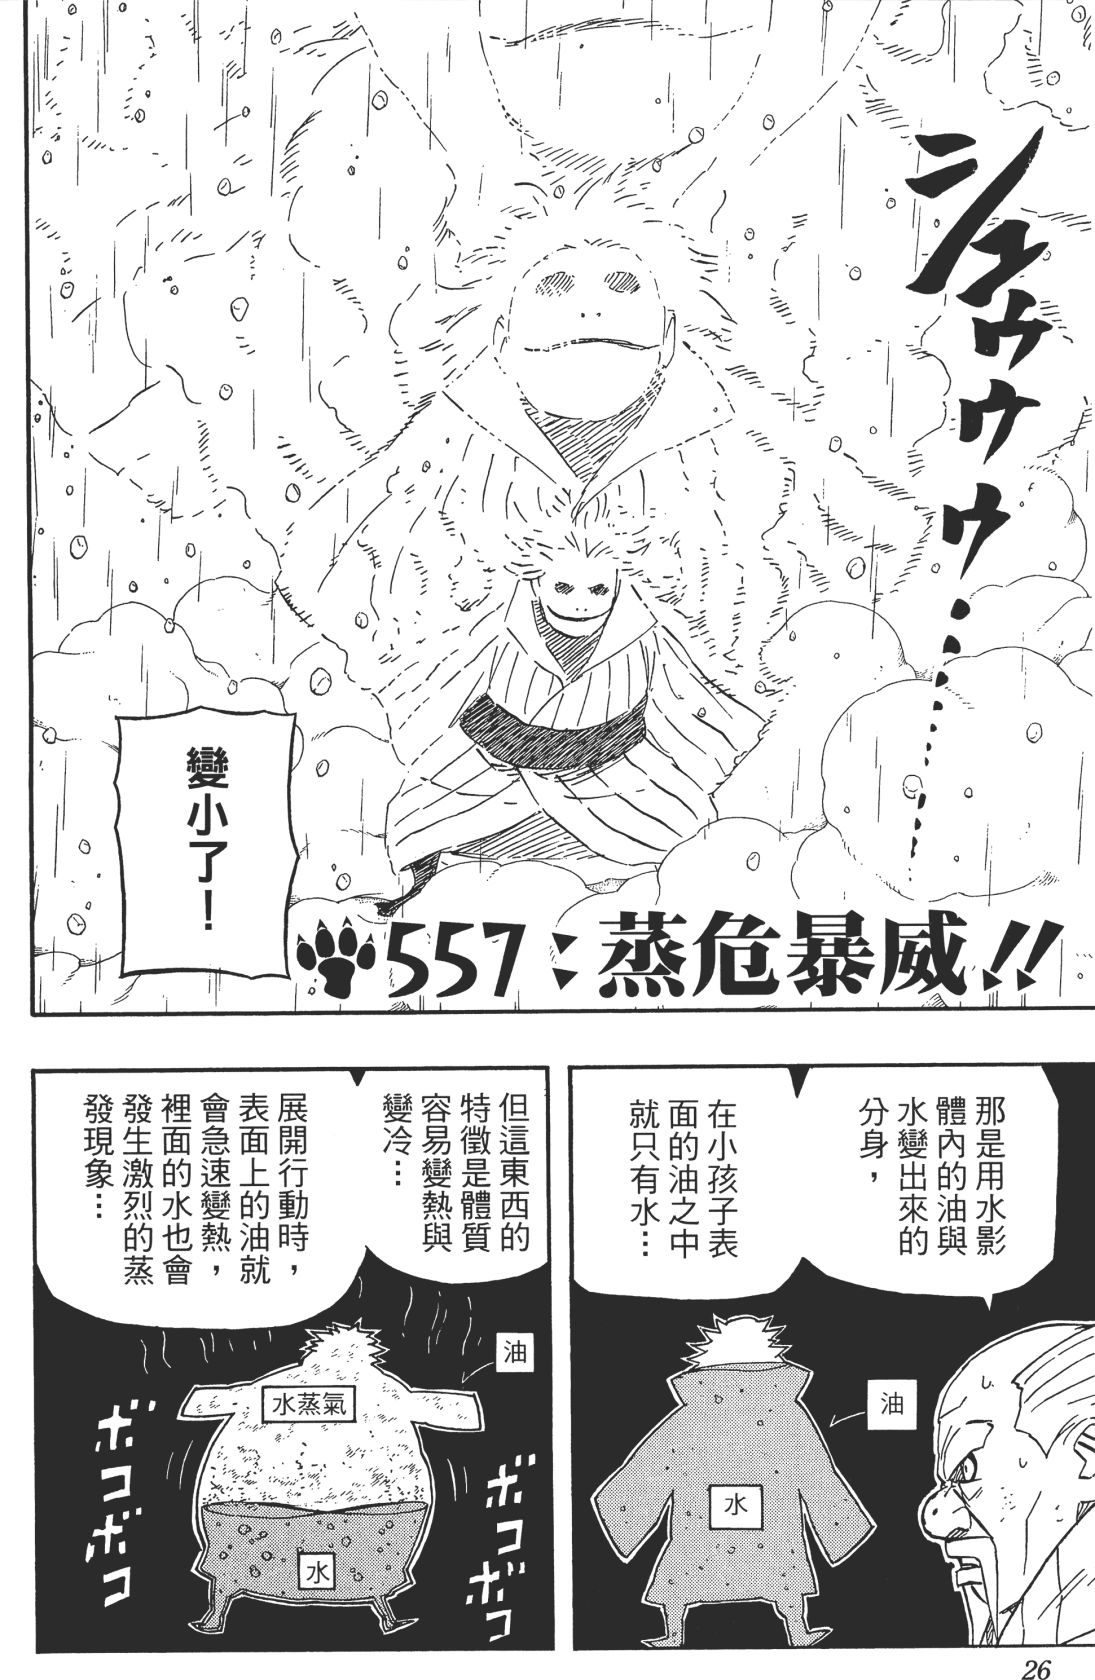 シュゥゥゥ
變小了！
557：蒸危暴威!!
那是用水影
體內的油與
水變出來的
分身，
在小孩子表
面的油之中
就只有水…
油
水
但這東西的
特徵是體質
容易變熱與
變冷…
展開行動時，
表面上的油就
會急速變熱，
裡面的水也會
發生激烈的蒸
發現象…
油
水蒸氣
水
ボコボコ
ボコボコ
26